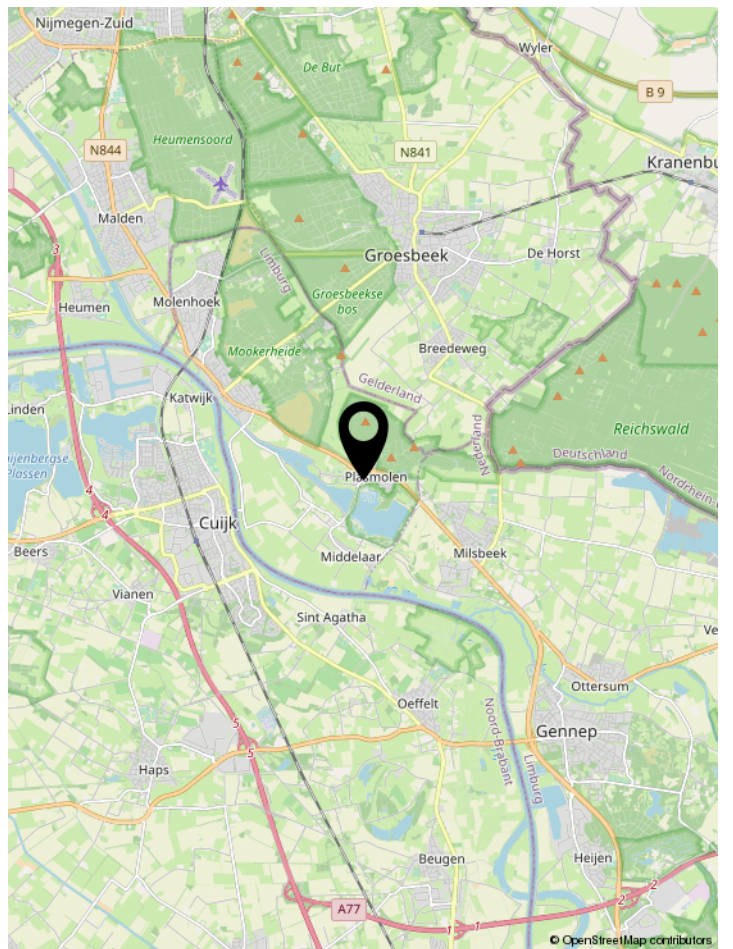 Nijmegen-Zuid
Wyler
De But
B 9
Heumensoord
N844
N841
Kranenbu
Malden
3
Limburg
Groesbeek
De Horst
Molenhoek
Groesbeekse
bos
Heumen
Mookerheide
Breedeweg
Gelderland
Katwijk
Linden
Nederland
Reichswald
Deutschland
uijenbergse
Plassen
Plasmolen
Nordrhein-
4
4
Cuijk
Beers
Middelaar
Milsbeek
Vianen
Sint Agatha
Ve
Ottersum
Oeffelt
Noord-Brabant
5
5
Gennep
Limburg
Haps
Beugen
Heijen
2
2
A77
1
1
© OpenStreetMap contributors